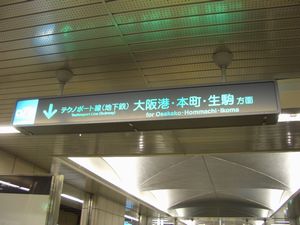 テクノポート線(地下鉄) 大阪港・本町・生駒方面
Technoport Line (Subway) for Osakako・Hommachi・Ikoma